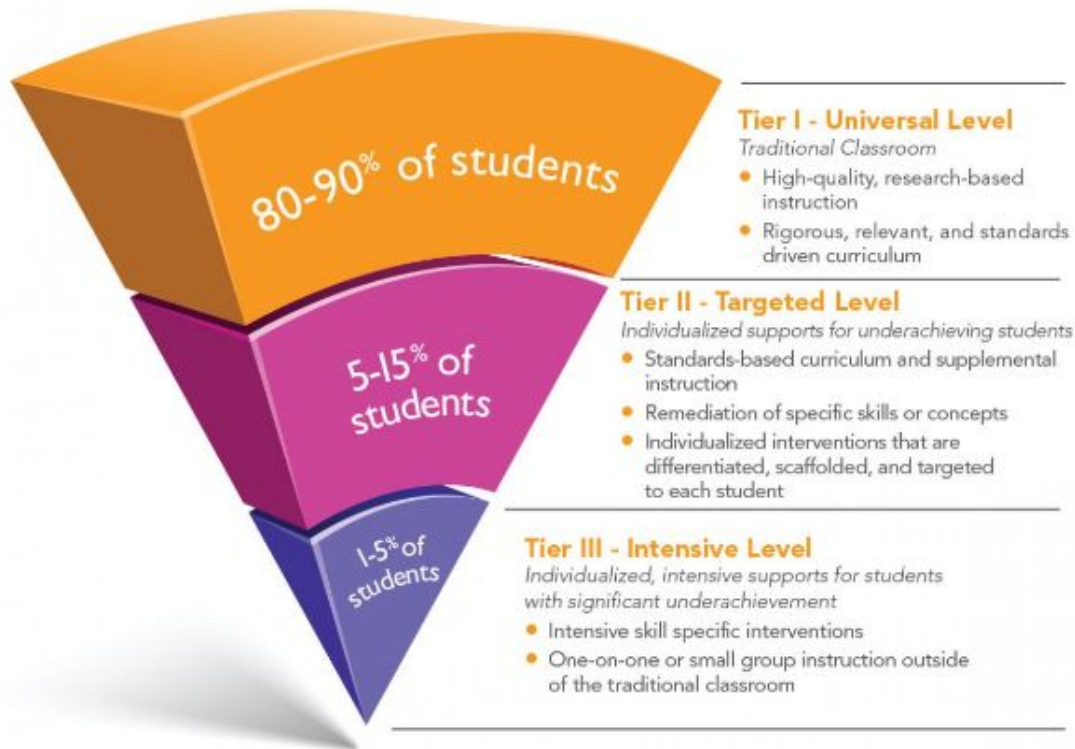 80-90% of students
5-15% of
students
1-5% of
students
Tier I - Universal Level
Traditional Classroom
• High-quality, research-based
instruction
• Rigorous, relevant, and standards
driven curriculum
Tier II - Targeted Level
Individualized supports for underachieving students
• Standards-based curriculum and supplemental
instruction
• Remediation of specific skills or concepts
• Individualized interventions that are
differentiated, scaffolded, and targeted
to each student
Tier III - Intensive Level
Individualized, intensive supports for students
with significant underachievement
• Intensive skill specific interventions
• One-on-one or small group instruction outside
of the traditional classroom